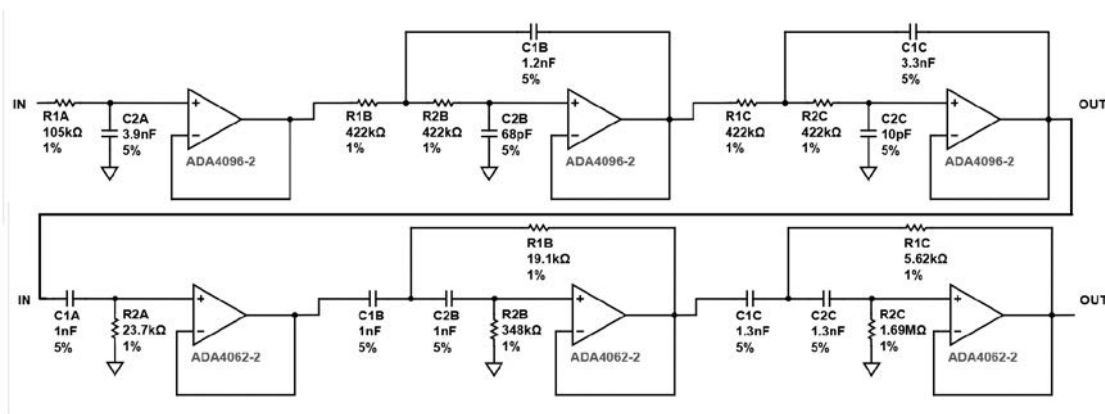 C1B
1.2nF
5%
C1C
3.3nF
5%
IN
R1A
105kΩ
1%
C2A
3.9nF
5%
+
−
ADA4096-2
R1B
422kΩ
1%
R2B
422kΩ
1%
C2B
68pF
5%
+
−
ADA4096-2
R1C
422kΩ
1%
R2C
422kΩ
1%
C2C
10pF
5%
+
−
ADA4096-2
OUT
R1B
19.1kΩ
1%
R1C
5.62kΩ
1%
IN
C1A
1nF
5%
R2A
23.7kΩ
1%
+
−
ADA4062-2
C1B
1nF
5%
C2B
1nF
5%
R2B
348kΩ
1%
+
−
ADA4062-2
C1C
1.3nF
5%
C2C
1.3nF
5%
R2C
1.69MΩ
1%
+
−
ADA4062-2
OUT